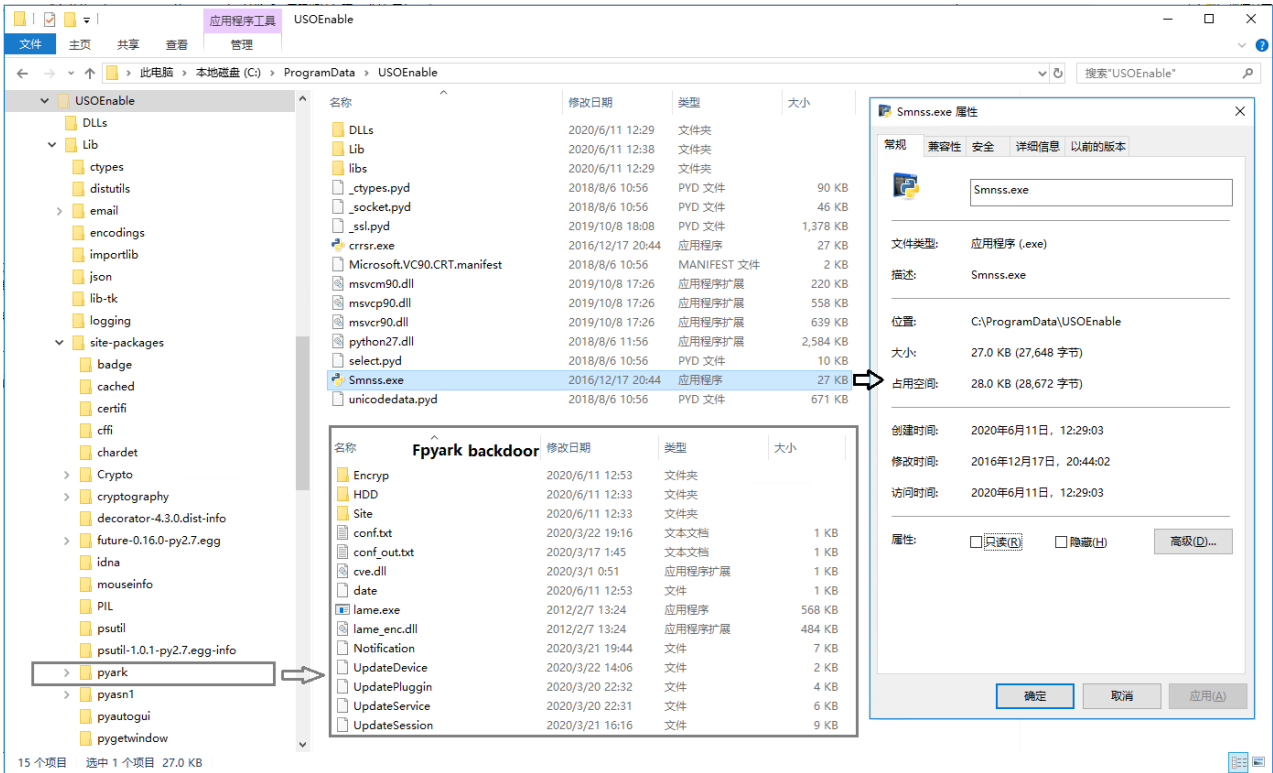 应用程序工具 USOEnable
文件 主页 共享 查看 管理
此电脑 › 本地磁盘 (C:) › ProgramData › USOEnable
搜索"USOEnable"
USOEnable
DLLs
Lib
ctypes
distutils
email
encodings
importlib
json
lib-tk
logging
site-packages
badge
cached
certifi
cffi
chardet
Crypto
cryptography
decorator-4.3.0.dist-info
future-0.16.0-py2.7.egg
idna
mouseinfo
PIL
psutil
psutil-1.0.1-py2.7.egg-info
pyark
pyasn1
pyautogui
pygetwindow
名称 修改日期 类型 大小
DLLs 2020/6/11 12:29 文件夹
Lib 2020/6/11 12:38 文件夹
libs 2020/6/11 12:29 文件夹
_ctypes.pyd 2018/8/6 10:56 PYD 文件 90 KB
_socket.pyd 2018/8/6 10:56 PYD 文件 46 KB
_ssl.pyd 2019/10/8 18:08 PYD 文件 1,378 KB
crrsr.exe 2016/12/17 20:44 应用程序 27 KB
Microsoft.VC90.CRT.manifest 2018/8/6 10:56 MANIFEST 文件 2 KB
msvcm90.dll 2019/10/8 17:26 应用程序扩展 220 KB
msvcp90.dll 2019/10/8 17:26 应用程序扩展 558 KB
msvcr90.dll 2019/10/8 17:26 应用程序扩展 639 KB
python27.dll 2018/8/6 11:56 应用程序扩展 2,584 KB
select.pyd 2018/8/6 10:56 PYD 文件 10 KB
Smnss.exe 2016/12/17 20:44 应用程序 27 KB
unicodedata.pyd 2018/8/6 10:56 PYD 文件 671 KB
名称 Fpyark backdoor 修改日期 类型 大小
Encryp 2020/6/11 12:53 文件夹
HDD 2020/6/11 12:33 文件夹
Site 2020/6/11 12:33 文件夹
conf.txt 2020/3/22 19:16 文本文档 1 KB
conf_out.txt 2020/3/17 1:45 文本文档 1 KB
cve.dll 2020/3/1 0:51 应用程序扩展 1 KB
date 2020/6/11 12:53 文件 1 KB
lame.exe 2012/2/7 13:24 应用程序 568 KB
lame_enc.dll 2012/2/7 13:24 应用程序扩展 484 KB
Notification 2020/3/21 19:44 文件 7 KB
UpdateDevice 2020/3/22 14:06 文件 2 KB
UpdatePluggin 2020/3/20 22:32 文件 4 KB
UpdateService 2020/3/20 22:31 文件 6 KB
UpdateSession 2020/3/21 16:16 文件 9 KB
Smnss.exe 属性
常规 兼容性 安全 详细信息 以前的版本
Smnss.exe
文件类型: 应用程序 (.exe)
描述: Smnss.exe
位置: C:\ProgramData\USOEnable
大小: 27.0 KB (27,648 字节)
占用空间: 28.0 KB (28,672 字节)
创建时间: 2020年6月11日，12:29:03
修改时间: 2016年12月17日，20:44:02
访问时间: 2020年6月11日，12:29:03
属性: 只读(R) 隐藏(H) 高级(D)...
确定 取消 应用(A)
15 个项目 选中 1 个项目 27.0 KB